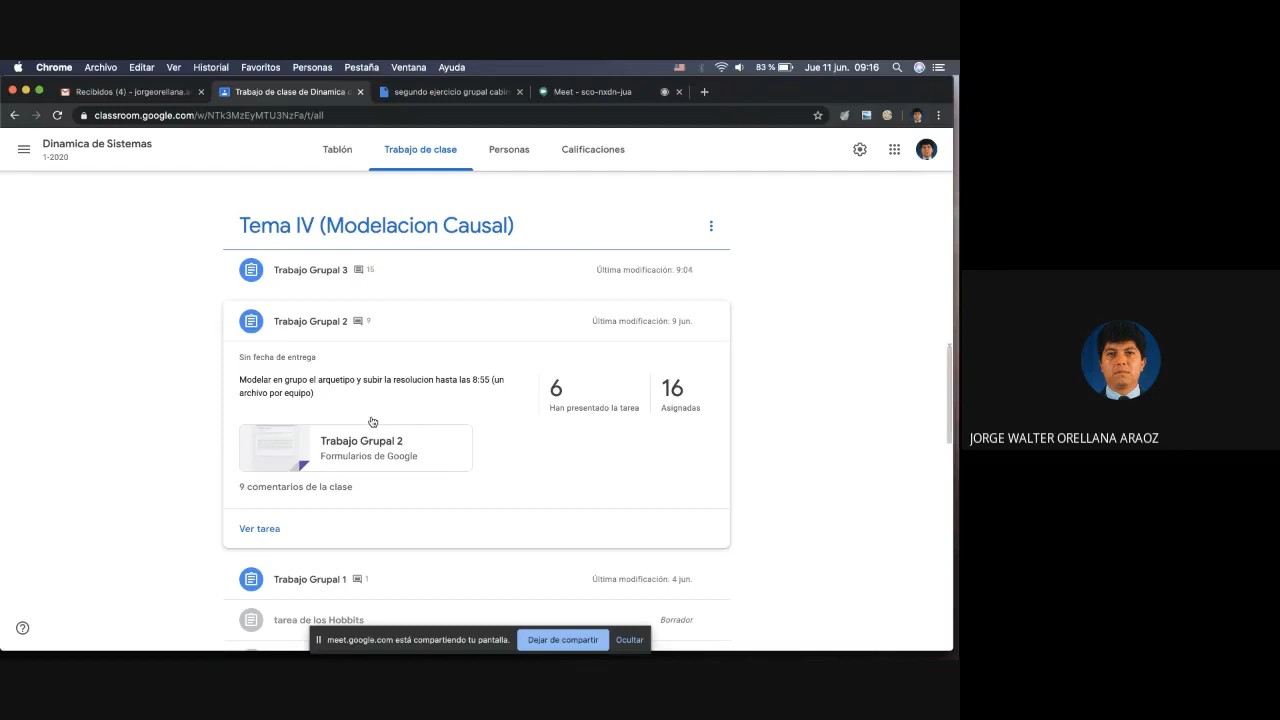 Chrome Archivo Editar Ver Historial Favoritos Personas Pestaña Ventana Ayuda 83 % Jue 11 jun. 09:16
Recibidos (4) - jorgeorellana.a Trabajo de clase de Dinamica d segundo ejercicio grupal cabin Meet - sco-nxdn-jua
classroom.google.com/w/NTk3MzEyMTU3NzFa/t/all
Dinamica de Sistemas
1-2020
Tablón Trabajo de clase Personas Calificaciones
Tema IV (Modelacion Causal)
Trabajo Grupal 3 15 Última modificación: 9:04
Trabajo Grupal 2 9 Última modificación: 9 jun.
Sin fecha de entrega
Modelar en grupo el arquetipo y subir la resolucion hasta las 8:55 (un
archivo por equipo)
6 16
Han presentado la tarea Asignadas
Trabajo Grupal 2
Formularios de Google
9 comentarios de la clase
Ver tarea
Trabajo Grupal 1 1 Última modificación: 4 jun.
tarea de los Hobbits Borrador
meet.google.com está compartiendo tu pantalla. Dejar de compartir Ocultar
JORGE WALTER ORELLANA ARAOZ